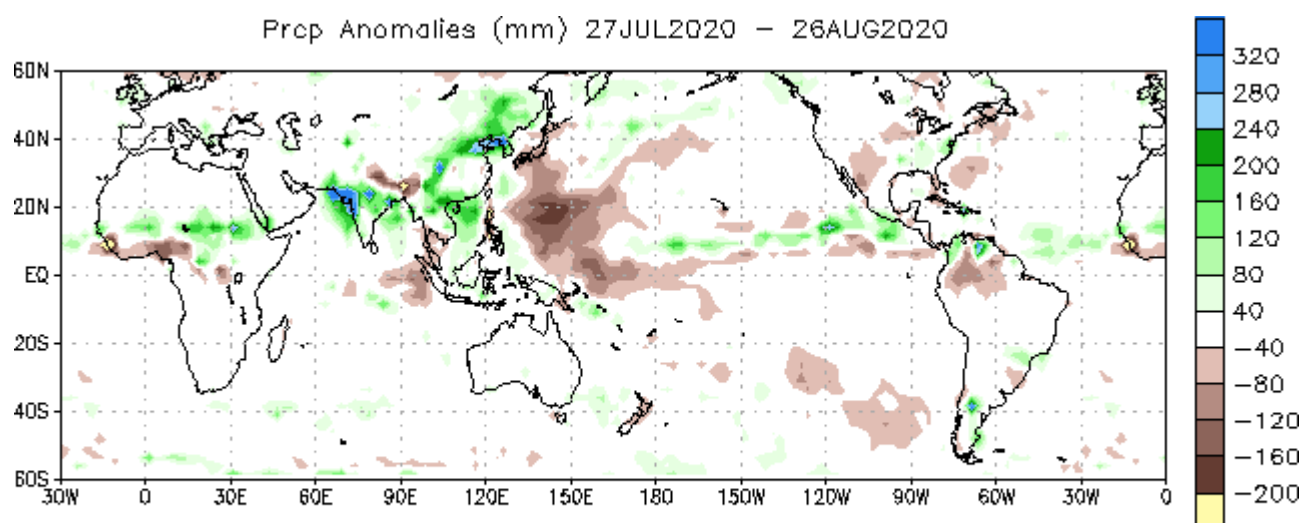 Prcp Anomalies (mm) 27JUL2020 – 26AUG2020
60N
40N
20N
EQ
20S
40S
60S
30W 0 30E 60E 90E 120E 150E 180 150W 120W 90W 60W 30W 0
320
280
240
200
160
120
80
40
−40
−80
−120
−160
−200